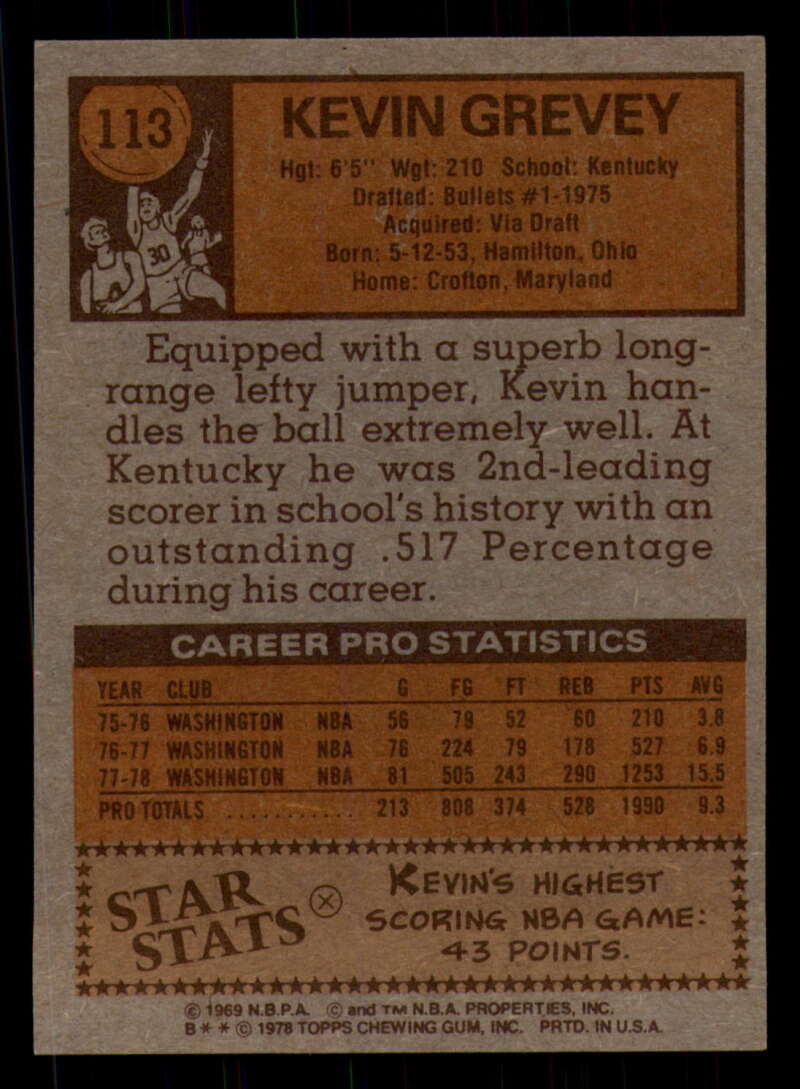 113
KEVIN GREVEY
Hgt: 6'5" Wgt: 210 School: Kentucky
Drafted: Bullets #1-1975
Acquired: Via Draft
Born: 5-12-53, Hamilton, Ohio
Home: Crofton, Maryland
30
Equipped with a superb long-
range lefty jumper, Kevin han-
dles the ball extremely well. At
Kentucky he was 2nd-leading
scorer in school's history with an
outstanding .517 Percentage
during his career.
CAREER PRO STATISTICS
YEAR CLUB G FG FT REB PTS AVG
75-76 WASHINGTON NBA 56 79 52 60 210 3.8
76-77 WASHINGTON NBA 76 224 79 178 527 6.9
77-78 WASHINGTON NBA 81 505 243 290 1253 15.5
PRO TOTALS ........... 213 808 374 528 1990 9.3
STAR STATS
KEVIN'S HIGHEST
SCORING NBA GAME:
43 POINTS.
© 1969 N.B.P.A. © and TM N.B.A. PROPERTIES, INC.
B * * © 1978 TOPPS CHEWING GUM, INC. PRTD. IN U.S.A.